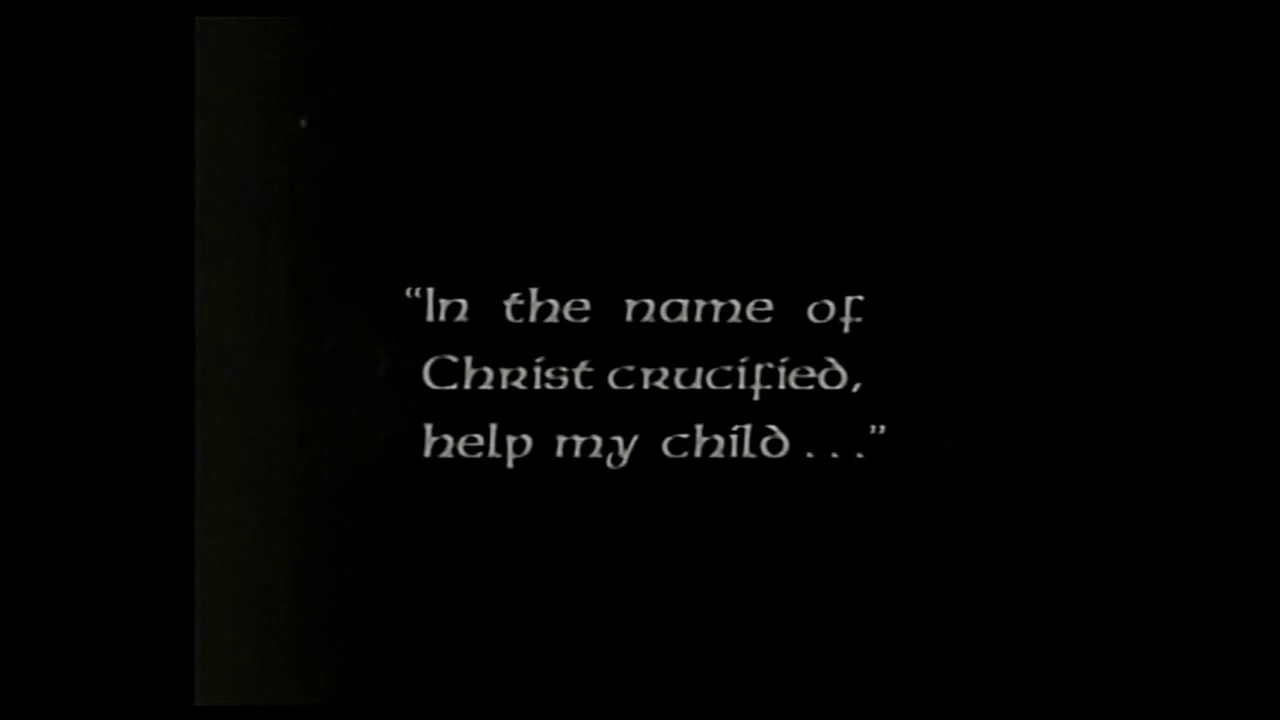 “In the name of
Christ crucified,
help my child . . .”